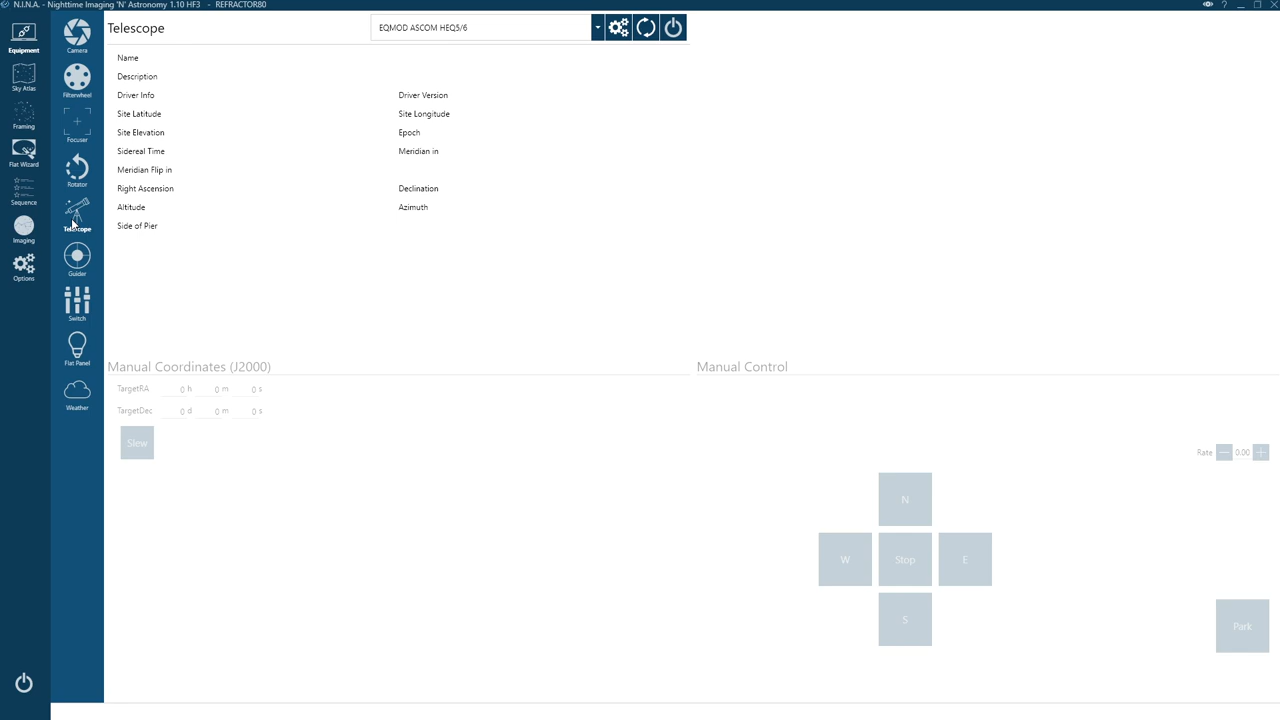 N.I.N.A. - Nighttime Imaging 'N' Astronomy 1.10 HF3 - REFRACTOR80
Equipment
Sky Atlas
Framing
Flat Wizard
Sequence
Imaging
Options
Camera
Filterwheel
Focuser
Rotator
Telescope
Guider
Switch
Flat Panel
Weather
Telescope
EQMOD ASCOM HEQ5/6
Name
Description
Driver Info Driver Version
Site Latitude Site Longitude
Site Elevation Epoch
Sidereal Time Meridian in
Meridian Flip in
Right Ascension Declination
Altitude Azimuth
Side of Pier
Manual Coordinates (J2000)
TargetRA 0 h 0 m 0 s
TargetDec 0 d 0 m 0 s
Slew
Manual Control
Rate 0.00
N
W Stop E
S
Park